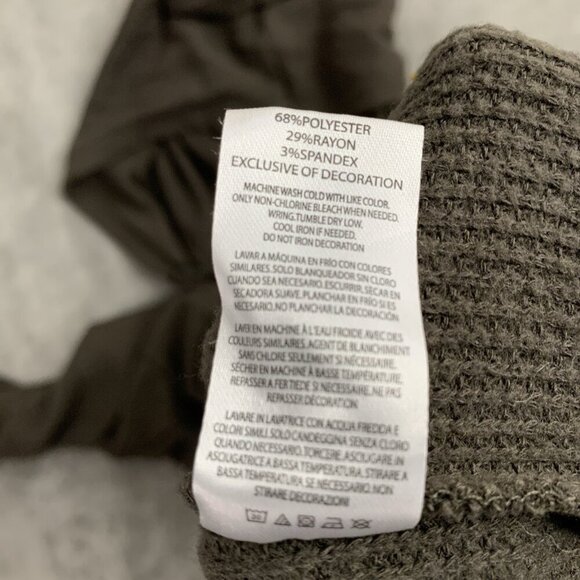 68%POLYESTER
29%RAYON
3%SPANDEX
EXCLUSIVE OF DECORATION
MACHINE WASH COLD WITH LIKE COLOR.
ONLY NON-CHLORINE BLEACH WHEN NEEDED.
WRING.TUMBLE DRY LOW.
COOL IRON IF NEEDED.
DO NOT IRON DECORATION
LAVAR A MÁQUINA EN FRÍO CON COLORES
SIMILARES.SOLO BLANQUEADOR SIN CLORO
CUANDO SEA NECESARIO.ESCURRIR.SECAR EN
SECADORA SUAVE.PLANCHAR EN FRÍO SI ES
NECESARIO.NO PLANCHAR LA DECORACIÓN.
LAVER EN MACHINE À L'EAU FROIDE AVEC DES
COULEURS SIMILAIRES.AGENT DE BLANCHIMENT
SANS CHLORE SEULEMENT SI NÉCESSAIRE.
SÉCHER EN MACHINE À BASSE TEMPÉRATURE.
REPASSER A FER TIEDE SI NECESSAIRE, NE PAS
REPASSER DÉCORATION.
LAVARE IN LAVATRICE CON ACQUA FREDDA E
COLORI SIMILI.SOLO CANDEGGINA SENZA CLORO
QUANDO NECESSARIO.TORCERE.ASCIUGARE IN
ASCIUGATRICE A BASSA TEMPERATURA.STIRARE A
BASSA TEMPERATURA SE NECESSARIO.NON
STIRARE DECORAZIONI
30